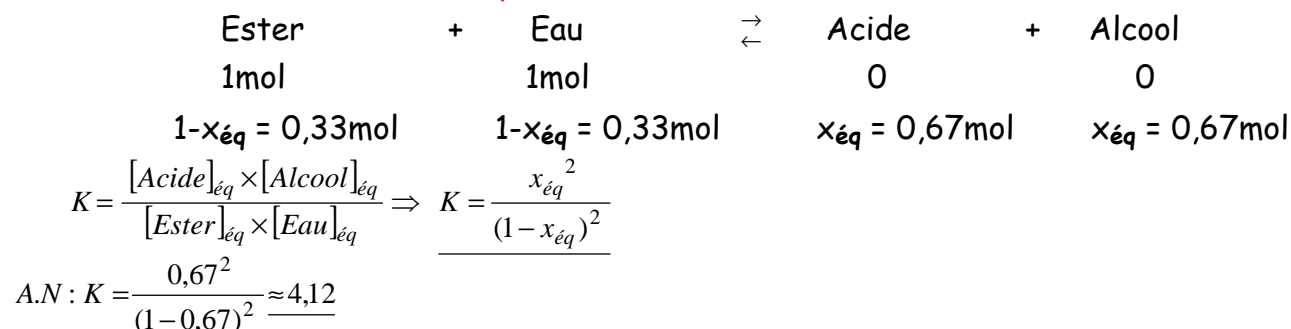 Ester + Eau ⇄ Acide + Alcool
1mol 1mol 0 0
1-xéq = 0,33mol 1-xéq = 0,33mol xéq = 0,67mol xéq = 0,67mol
K = [Acide]éq × [Alcool]éq / [Ester]éq × [Eau]éq ⇒ K = xéq² / (1 − xéq)²
A.N : K = 0,67² / (1 − 0,67)² ≈ 4,12